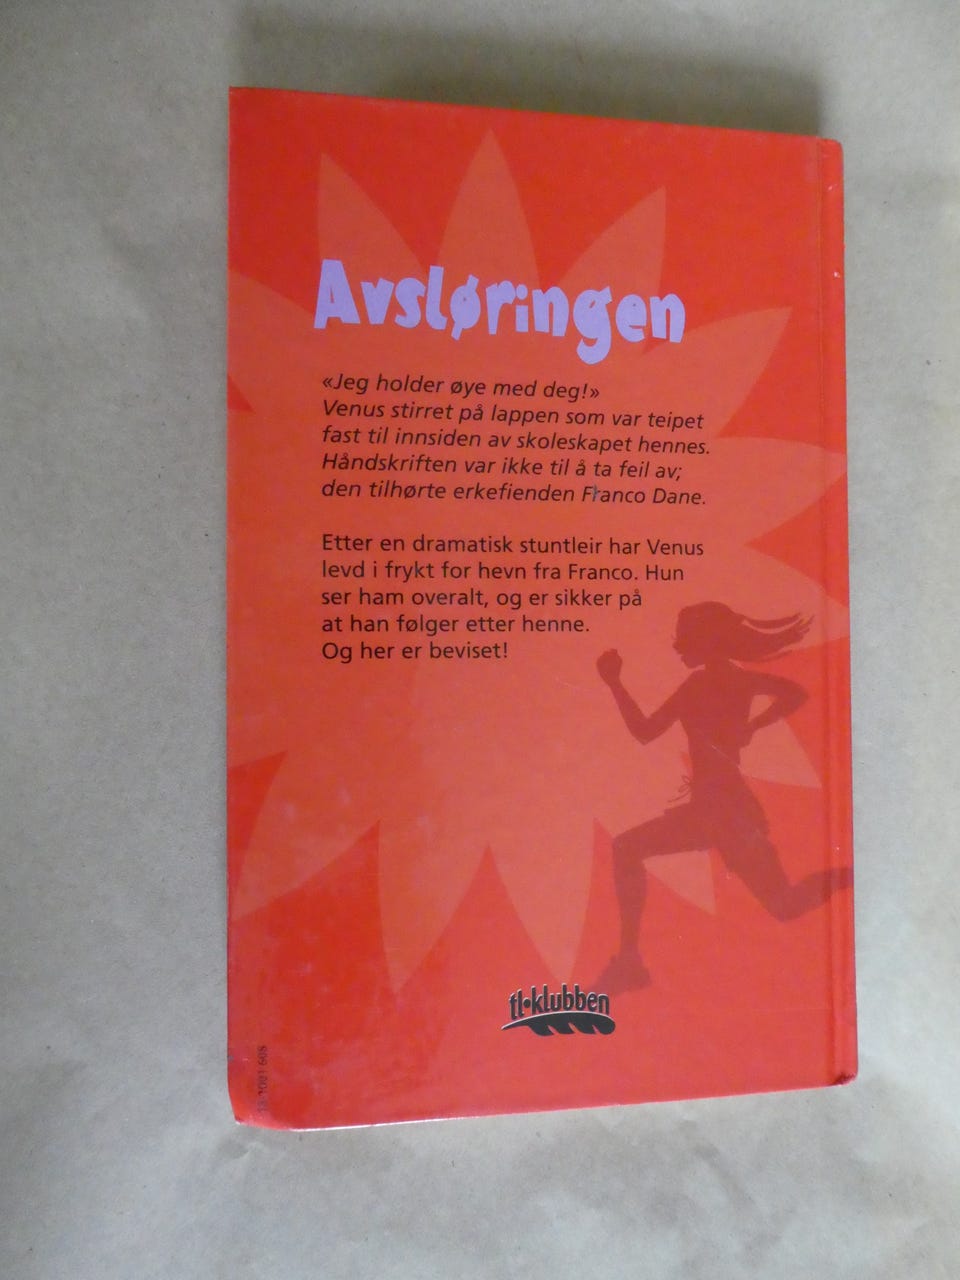 Avsløringen
«Jeg holder øye med deg!»
Venus stirret på lappen som var teipet
fast til innsiden av skoleskapet hennes.
Håndskriften var ikke til å ta feil av;
den tilhørte erkefienden Franco Dane.
Etter en dramatisk stuntleir har Venus
levd i frykt for hevn fra Franco. Hun
ser ham overalt, og er sikker på
at han følger etter henne.
Og her er beviset!
tl•klubben